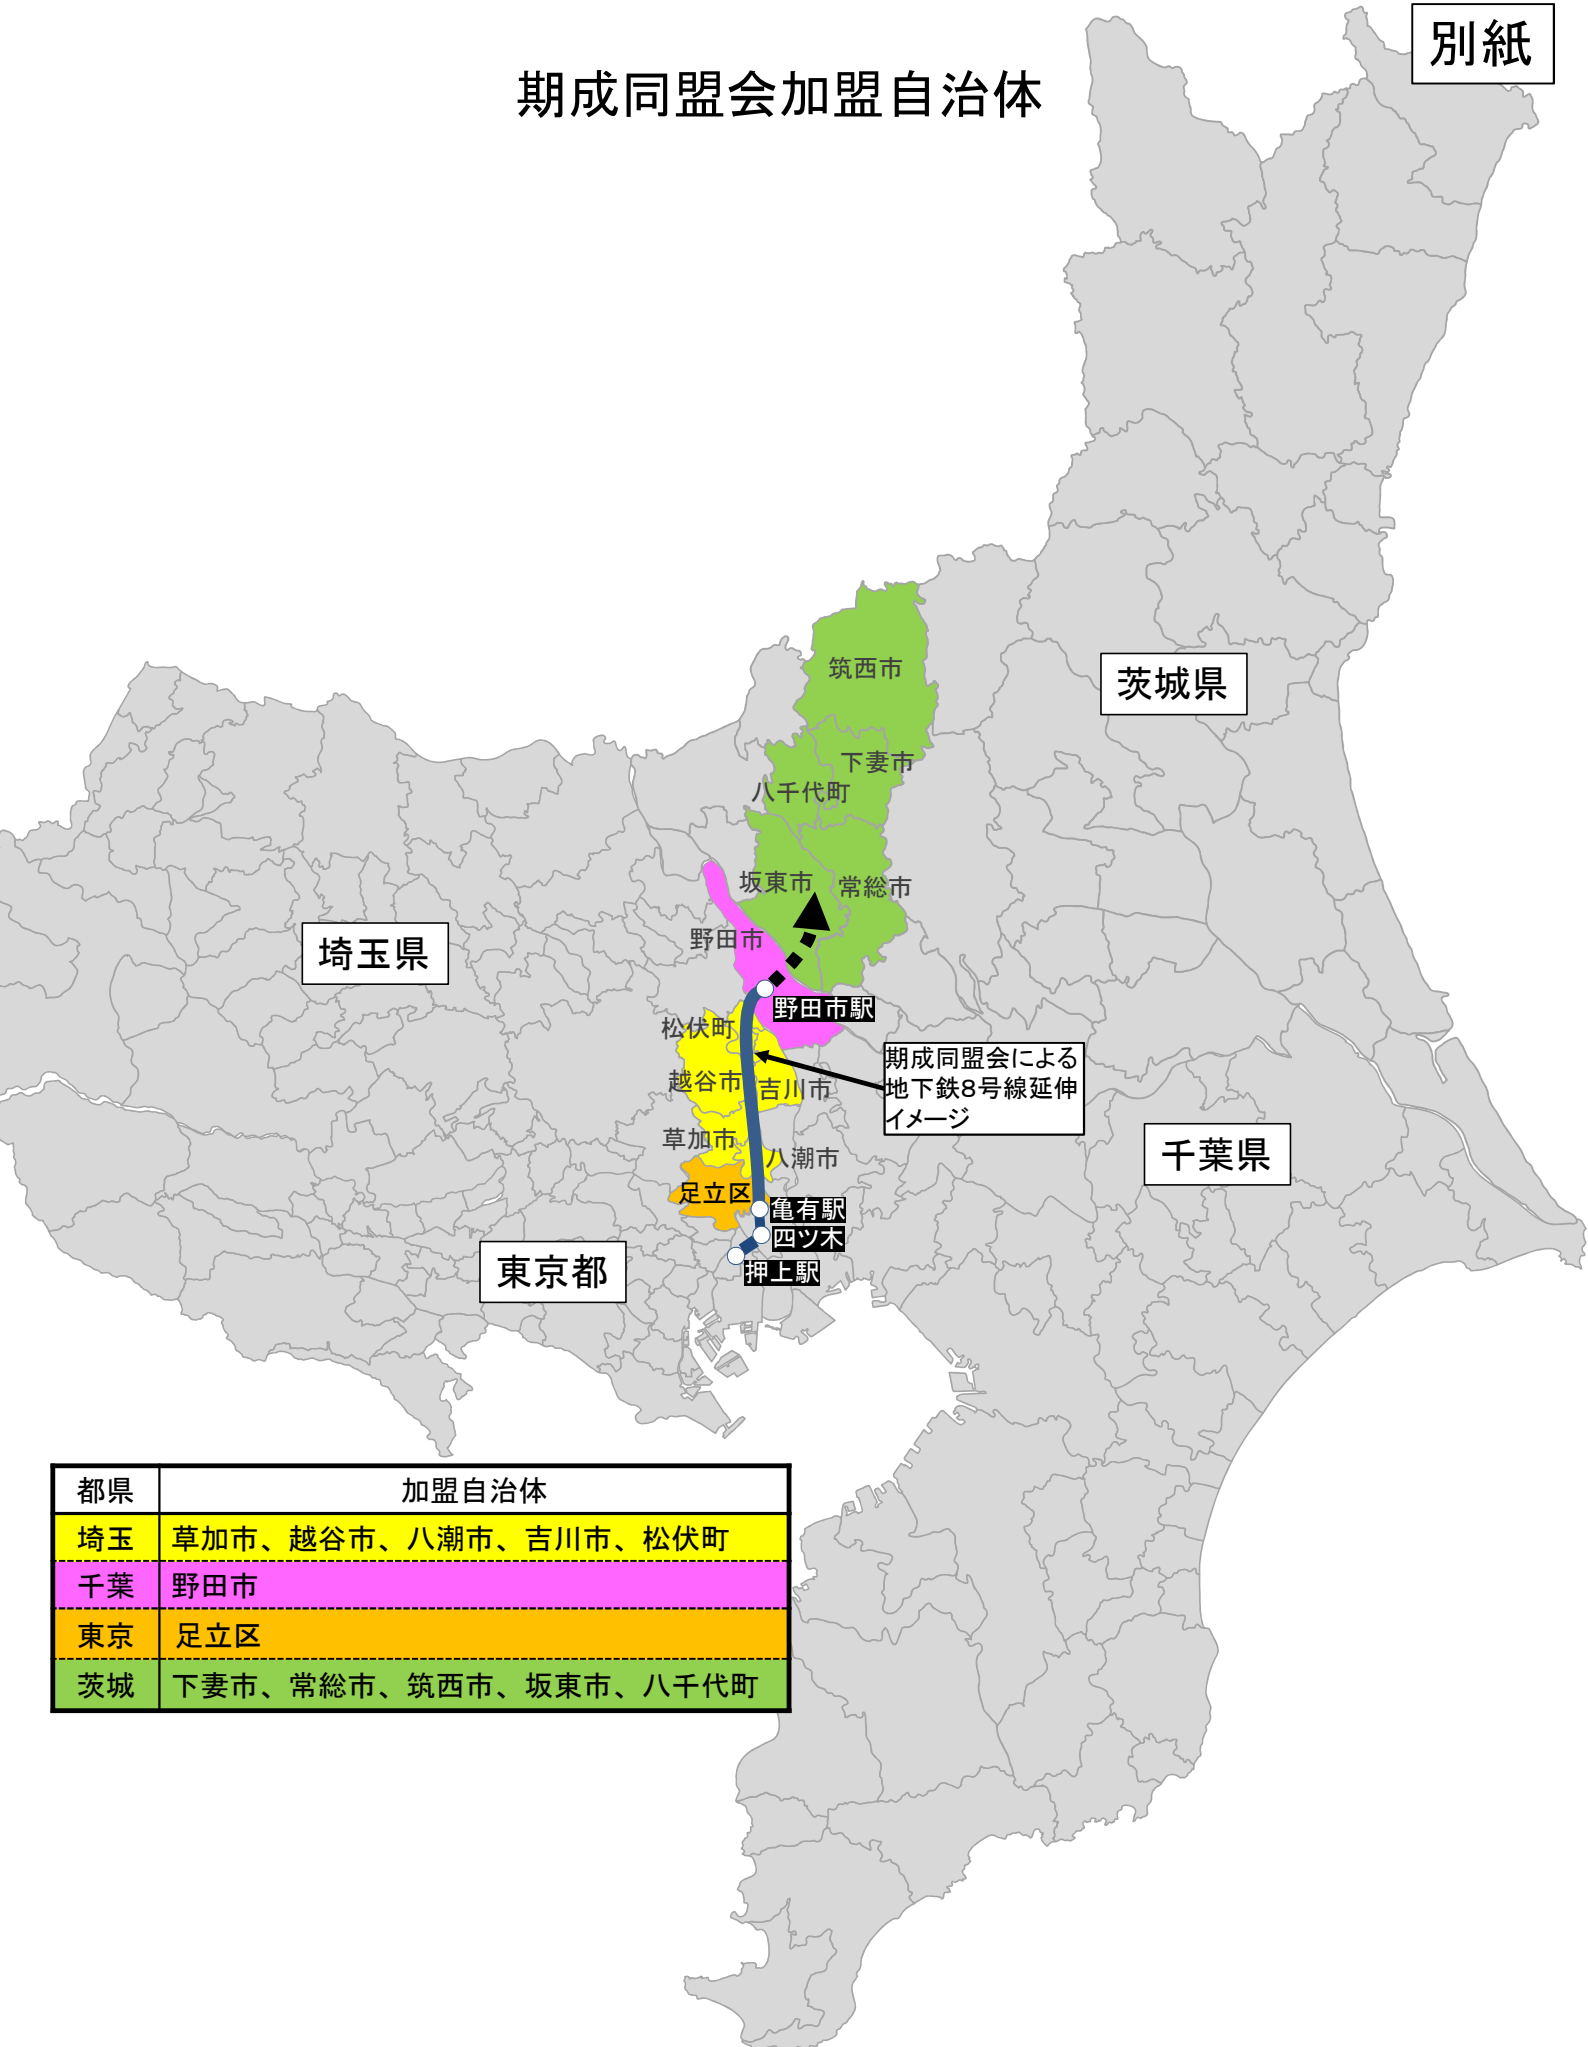 別紙
期成同盟会加盟自治体
筑西市
茨城県
下妻市
八千代町
坂東市
常総市
野田市
埼玉県
野田市駅
松伏町
期成同盟会による
地下鉄８号線延伸
イメージ
越谷市
吉川市
草加市
八潮市
千葉県
足立区
亀有駅
四ツ木
押上駅
東京都
都県 加盟自治体
埼玉 草加市、越谷市、八潮市、吉川市、松伏町
千葉 野田市
東京 足立区
茨城 下妻市、常総市、筑西市、坂東市、八千代町